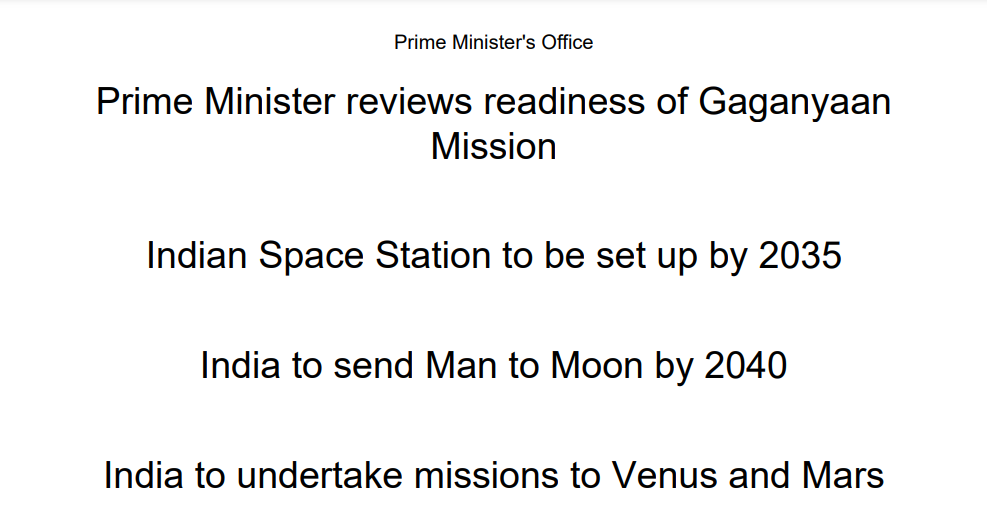 Prime Minister's Office
Prime Minister reviews readiness of Gaganyaan
Mission
Indian Space Station to be set up by 2035
India to send Man to Moon by 2040
India to undertake missions to Venus and Mars